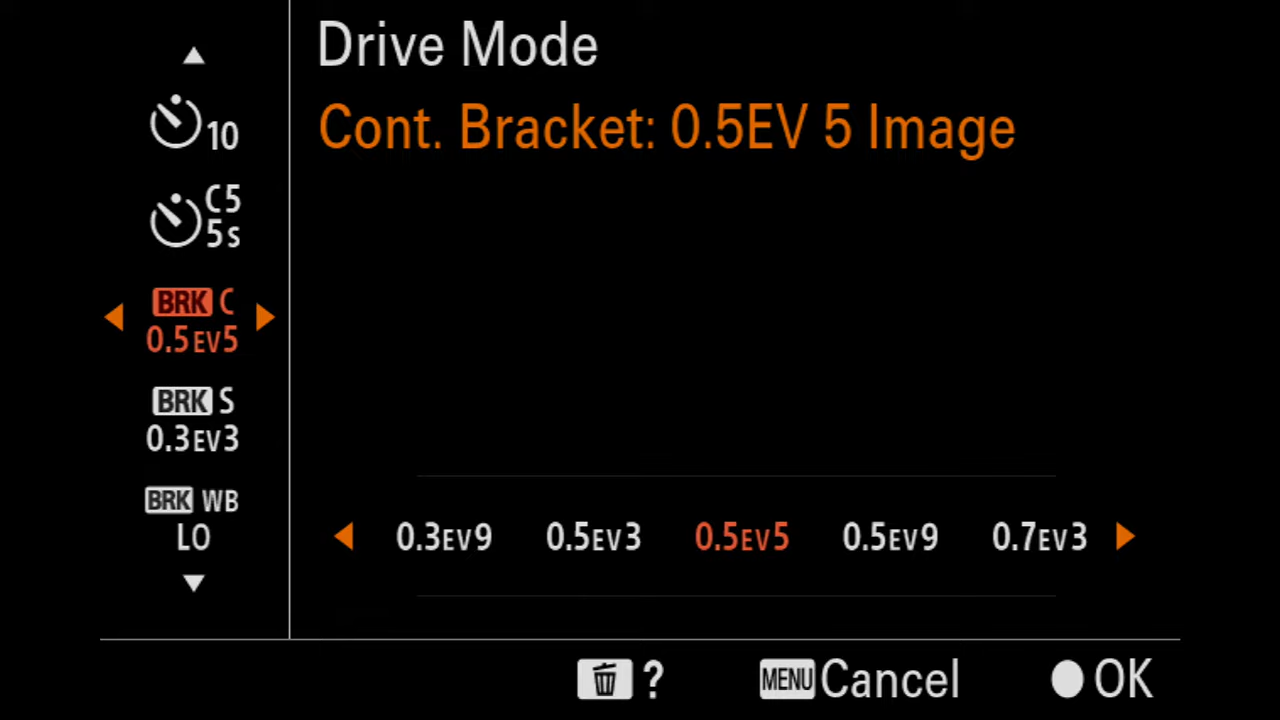 Drive Mode
Cont. Bracket: 0.5EV 5 Image
10
C5
5s
BRK C
0.5EV5
BRK S
0.3EV3
BRK WB
LO
0.3EV9 0.5EV3 0.5EV5 0.5EV9 0.7EV3
? MENU Cancel OK